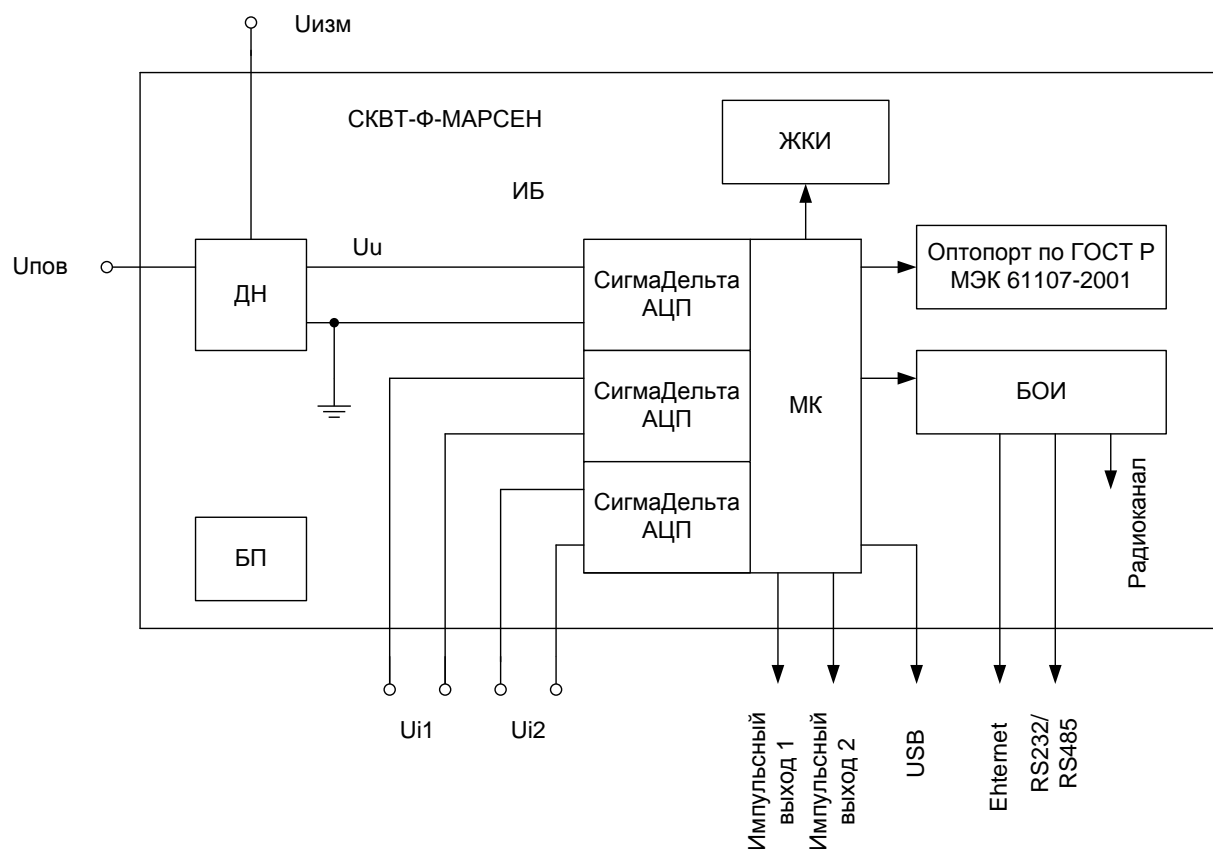 Uизм
СКВТ-Ф-МАРСЕН
ЖКИ
ИБ
Uпов
ДН
Uu
СигмаДельта
АЦП
Оптопорт по ГОСТ Р
МЭК 61107-2001
СигмаДельта
АЦП
МК
БОИ
СигмаДельта
АЦП
БП
Радиоканал
Ui1
Ui2
Импульсный
выход 1
Импульсный
выход 2
USB
Ehternet
RS232/
RS485